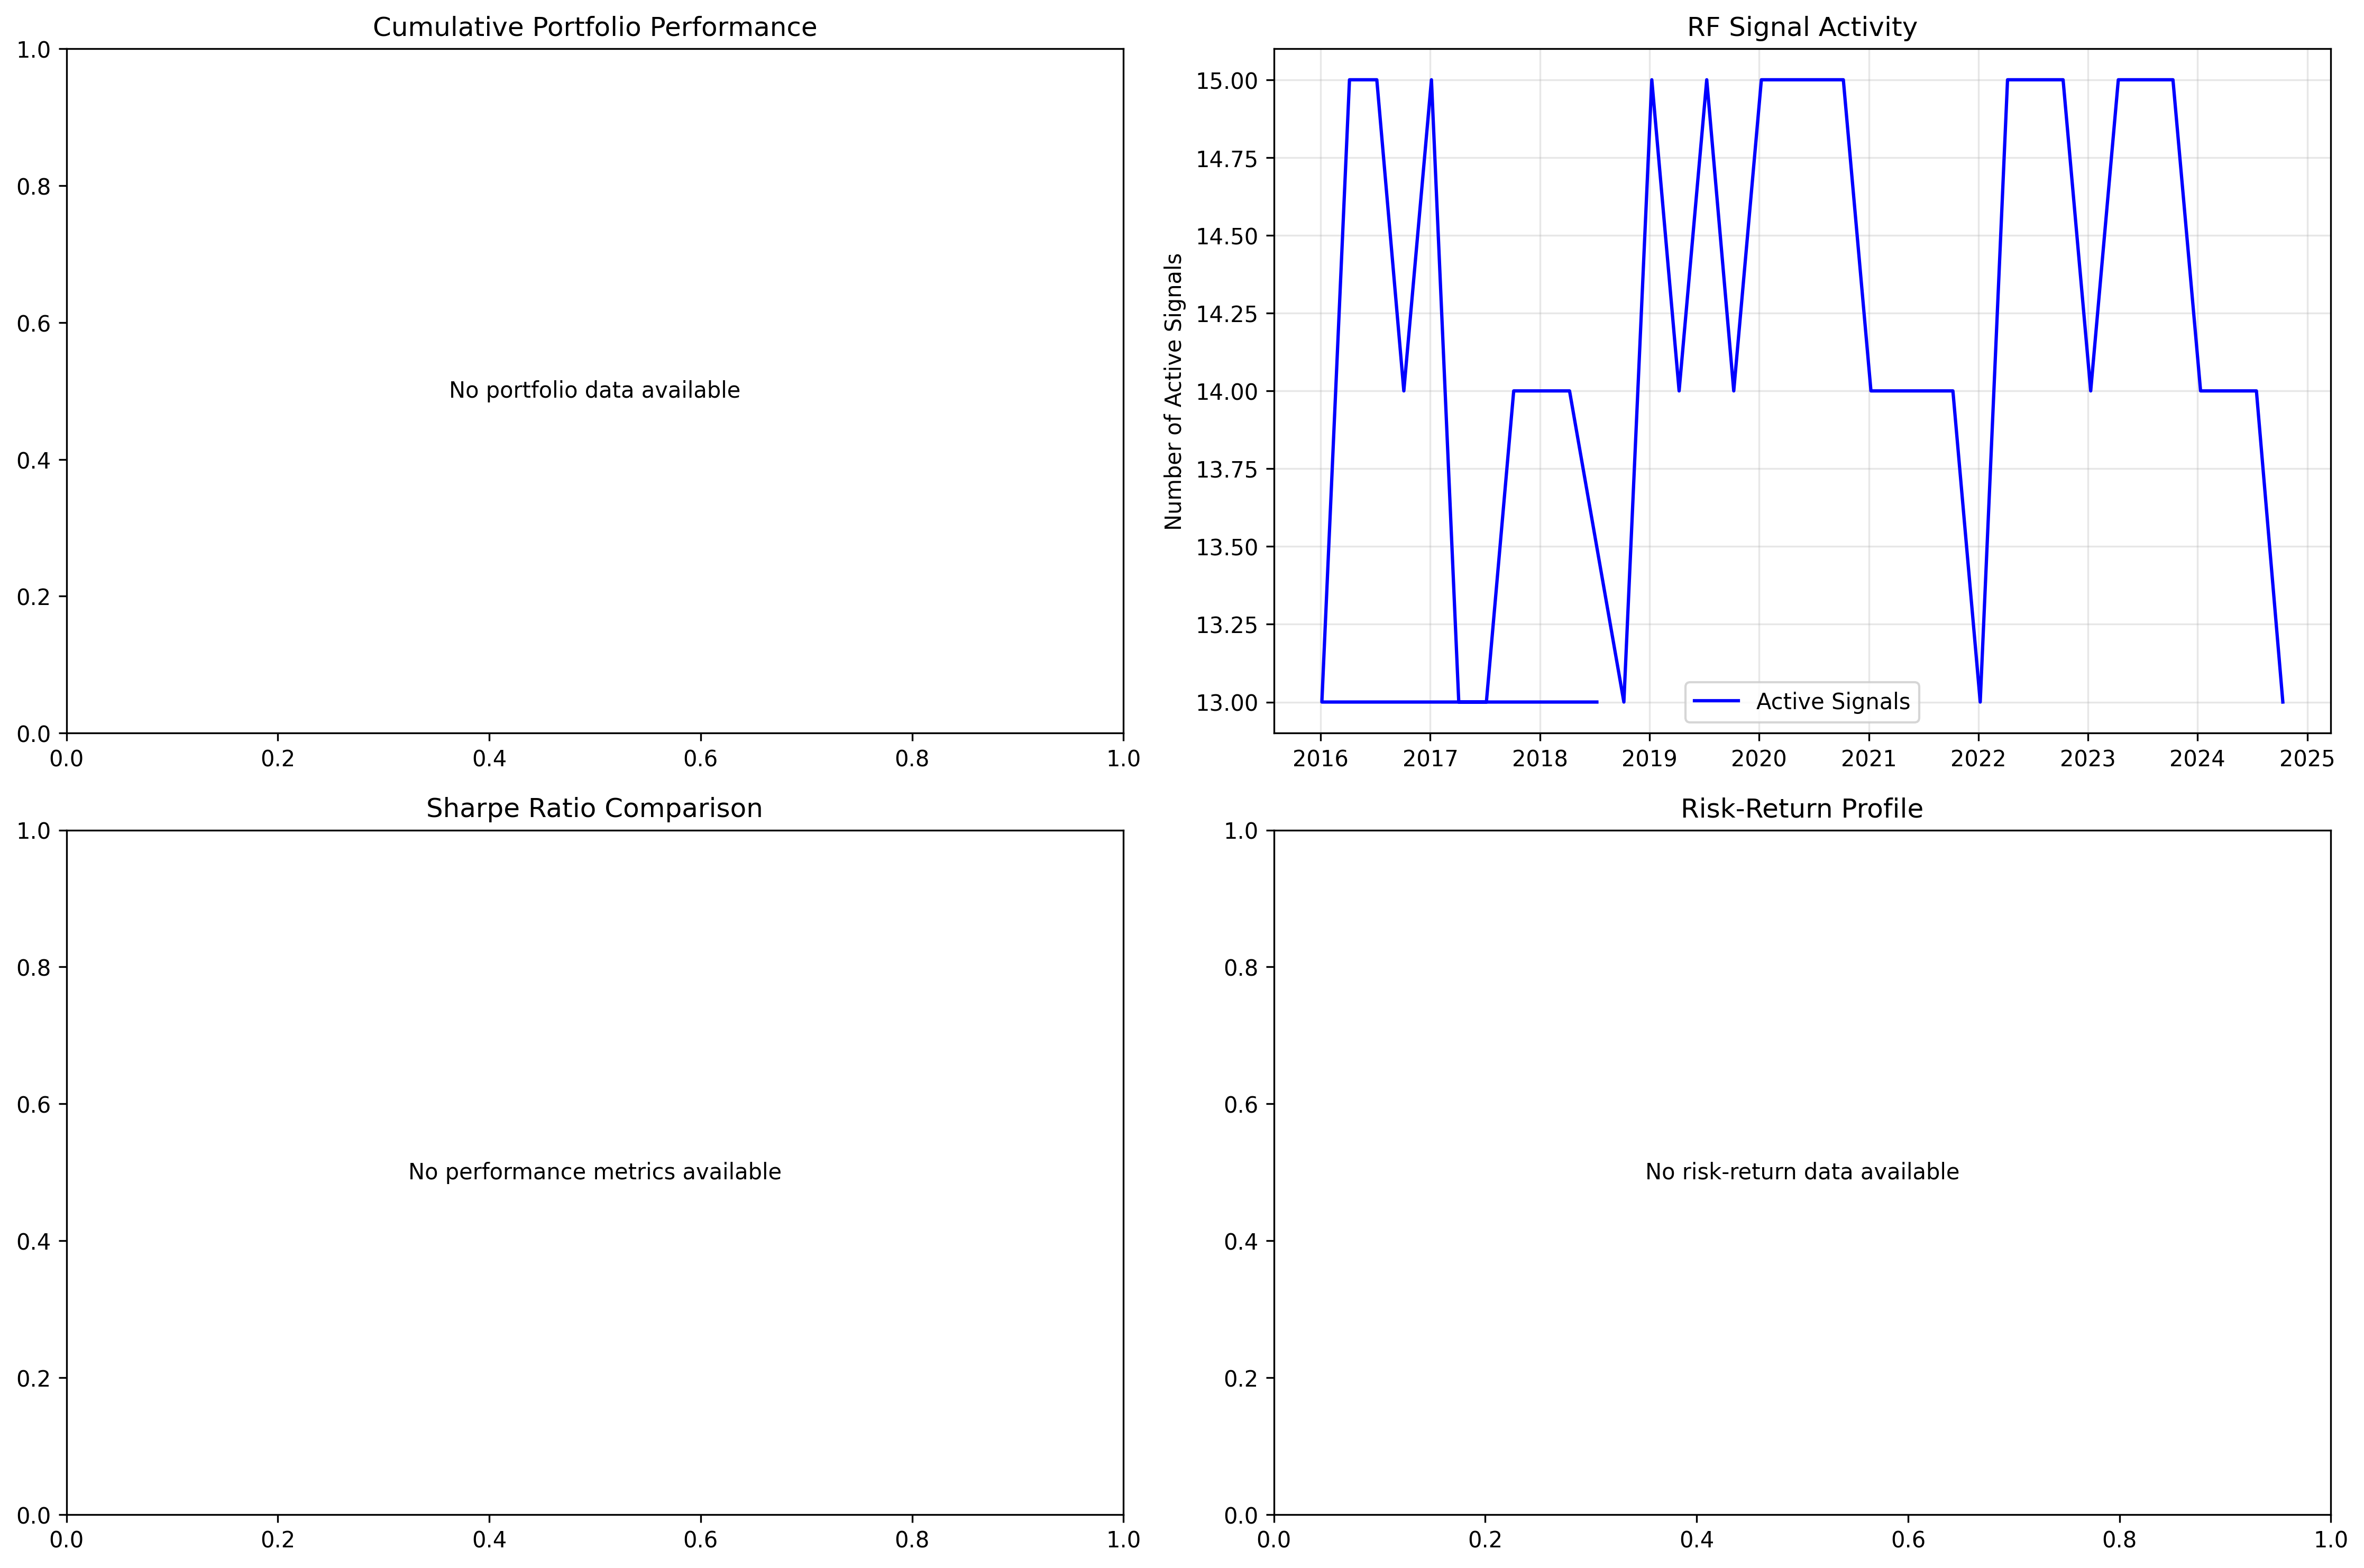 Cumulative Portfolio Performance
1.0
0.8
0.6
0.4
0.2
0.0
No portfolio data available
0.0 0.2 0.4 0.6 0.8 1.0
RF Signal Activity
Number of Active Signals
15.00
14.75
14.50
14.25
14.00
13.75
13.50
13.25
13.00
Active Signals
2016 2017 2018 2019 2020 2021 2022 2023 2024 2025
Sharpe Ratio Comparison
1.0
0.8
0.6
0.4
0.2
0.0
No performance metrics available
0.0 0.2 0.4 0.6 0.8 1.0
Risk-Return Profile
1.0
0.8
0.6
0.4
0.2
0.0
No risk-return data available
0.0 0.2 0.4 0.6 0.8 1.0